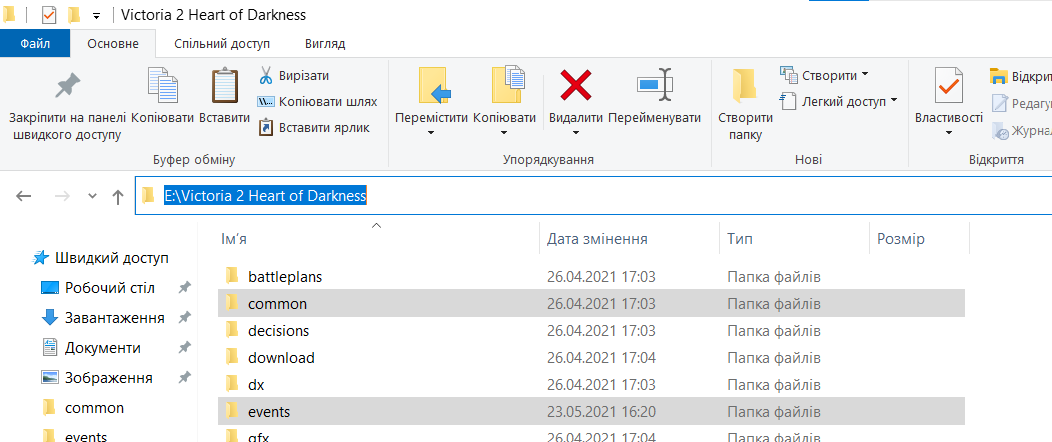 Victoria 2 Heart of Darkness
Файл Основне Спільний доступ Вигляд
Закріпити на панелі швидкого доступу
Копіювати
Вставити
Вирізати
Копіювати шлях
Вставити ярлик
Буфер обміну
Перемістити
Копіювати
Видалити
Перейменувати
Упорядкування
Створити папку
Створити
Легкий доступ
Нові
Властивості
Відкри
Редагу
Журна
Відкриття
E:\Victoria 2 Heart of Darkness
Ім'я Дата змінення Тип Розмір
Швидкий доступ
Робочий стіл
Завантаження
Документи
Зображення
common
events
battleplans 26.04.2021 17:03 Папка файлів
common 26.04.2021 17:03 Папка файлів
decisions 26.04.2021 17:03 Папка файлів
download 26.04.2021 17:04 Папка файлів
dx 26.04.2021 17:03 Папка файлів
events 23.05.2021 16:20 Папка файлів
gfx 26.04.2021 17:04 Папка файлів